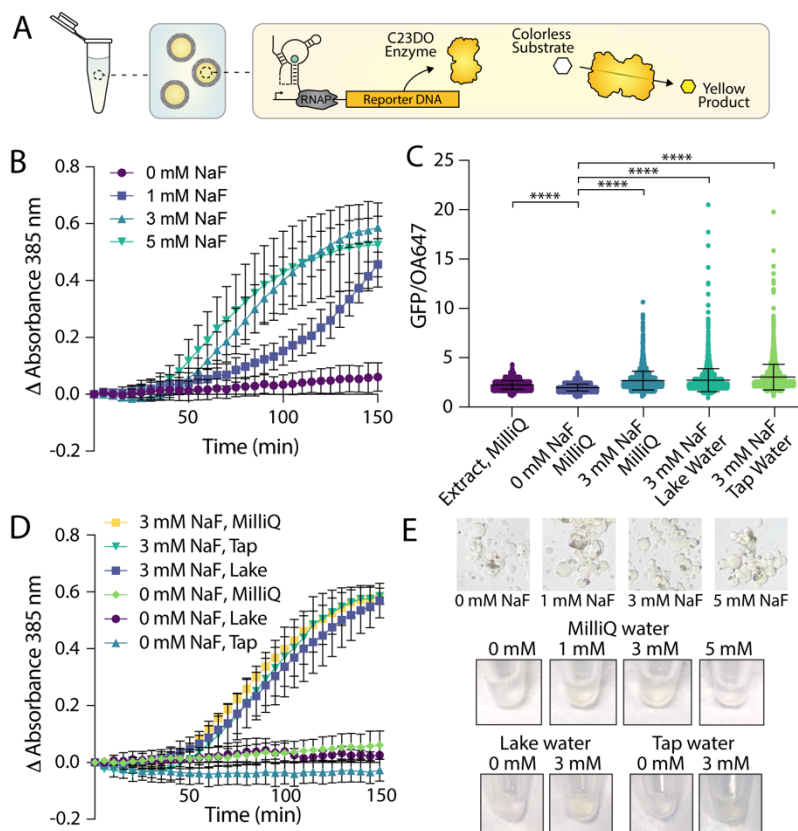 A
C23DO
Enzyme
Colorless
Substrate
RNAP
Reporter DNA
Yellow
Product
B
0 mM NaF
1 mM NaF
3 mM NaF
5 mM NaF
0.8
0.6
0.4
0.2
0.0
-0.2
50
100
150
Δ Absorbance 385 nm
Time (min)
C
****
****
****
****
25
20
15
10
5
0
GFP/OA647
Extract, MilliQ
0 mM NaF
MilliQ
3 mM NaF
MilliQ
3 mM NaF
Lake Water
3 mM NaF
Tap Water
D
3 mM NaF, MilliQ
3 mM NaF, Tap
3 mM NaF, Lake
0 mM NaF, MilliQ
0 mM NaF, Lake
0 mM NaF, Tap
0.8
0.6
0.4
0.2
0.0
-0.2
50
100
150
Δ Absorbance 385 nm
Time (min)
E
0 mM NaF 1 mM NaF 3 mM NaF 5 mM NaF
MilliQ water
0 mM 1 mM 3 mM 5 mM
Lake water Tap water
0 mM 3 mM 0 mM 3 mM